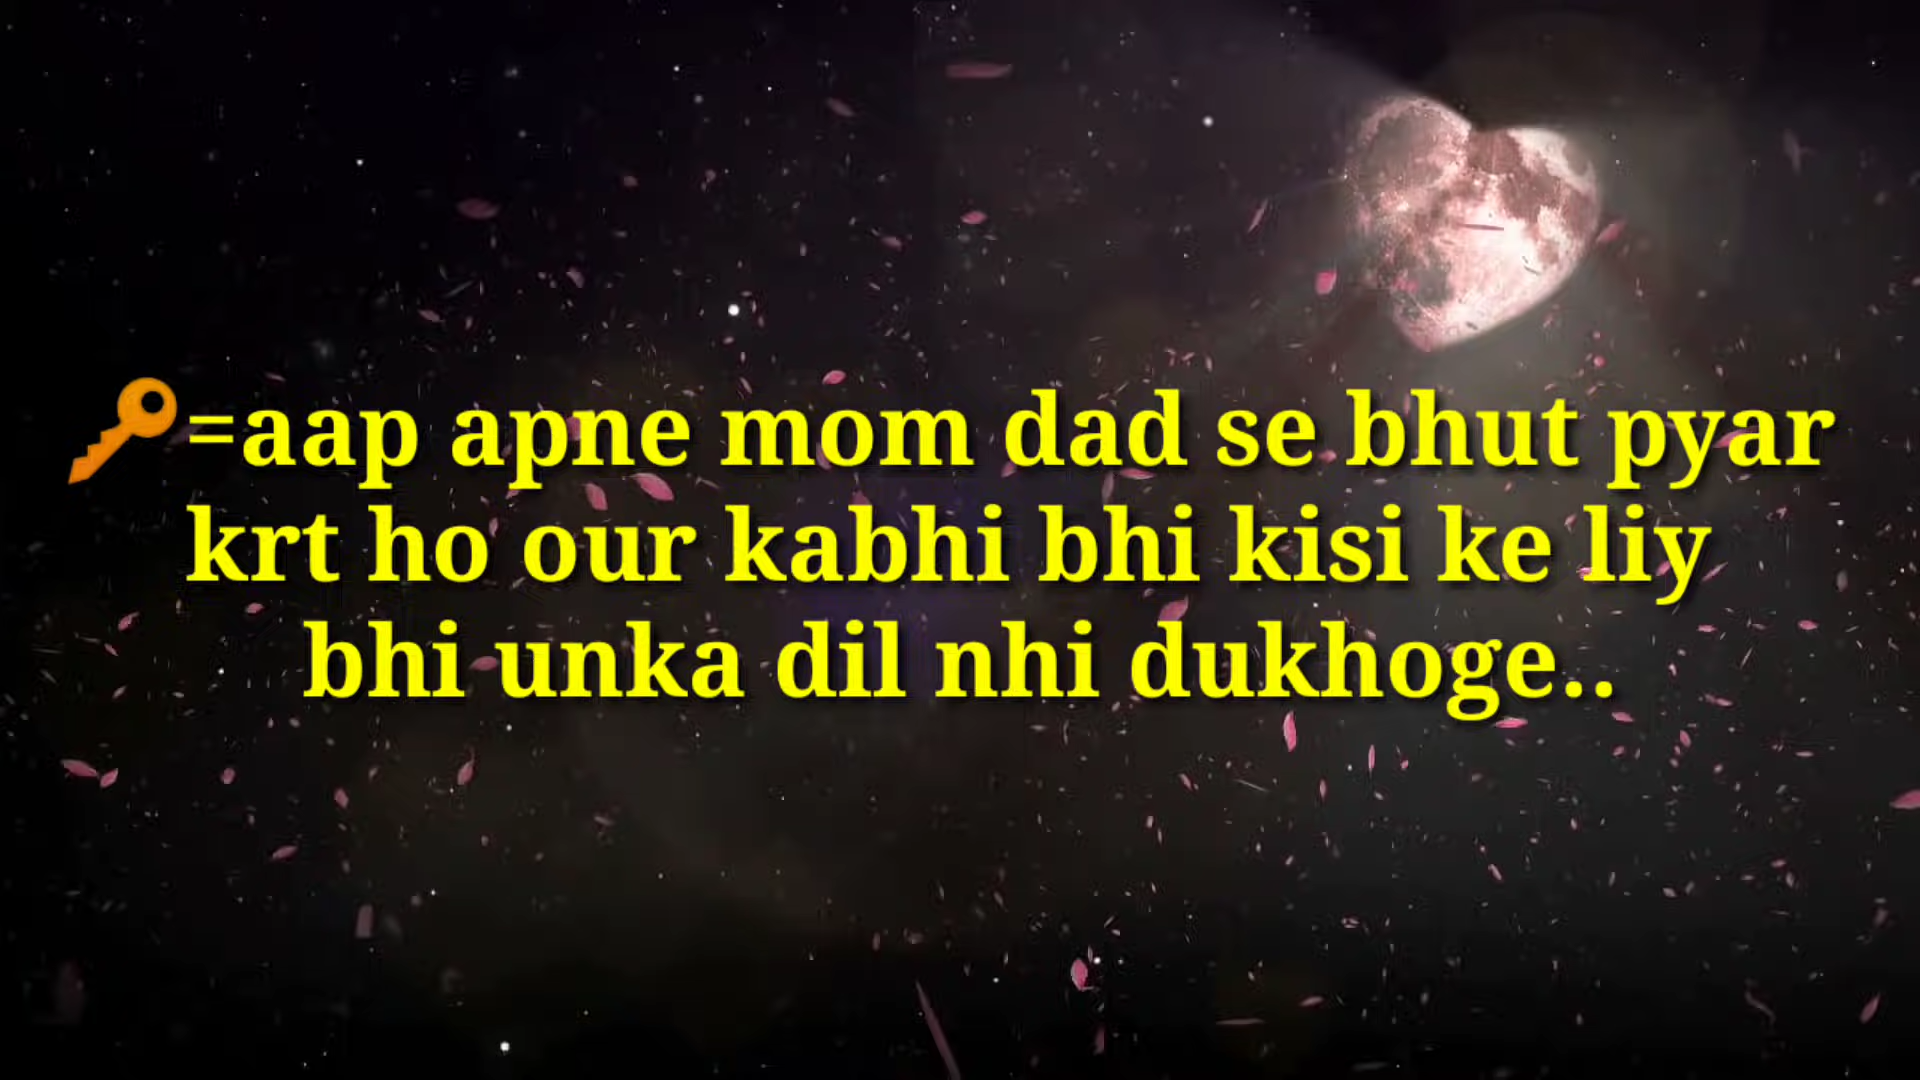 🔑=aap apne mom dad se bhut pyar
krt ho our kabhi bhi kisi ke liy
bhi unka dil nhi dukhoge..